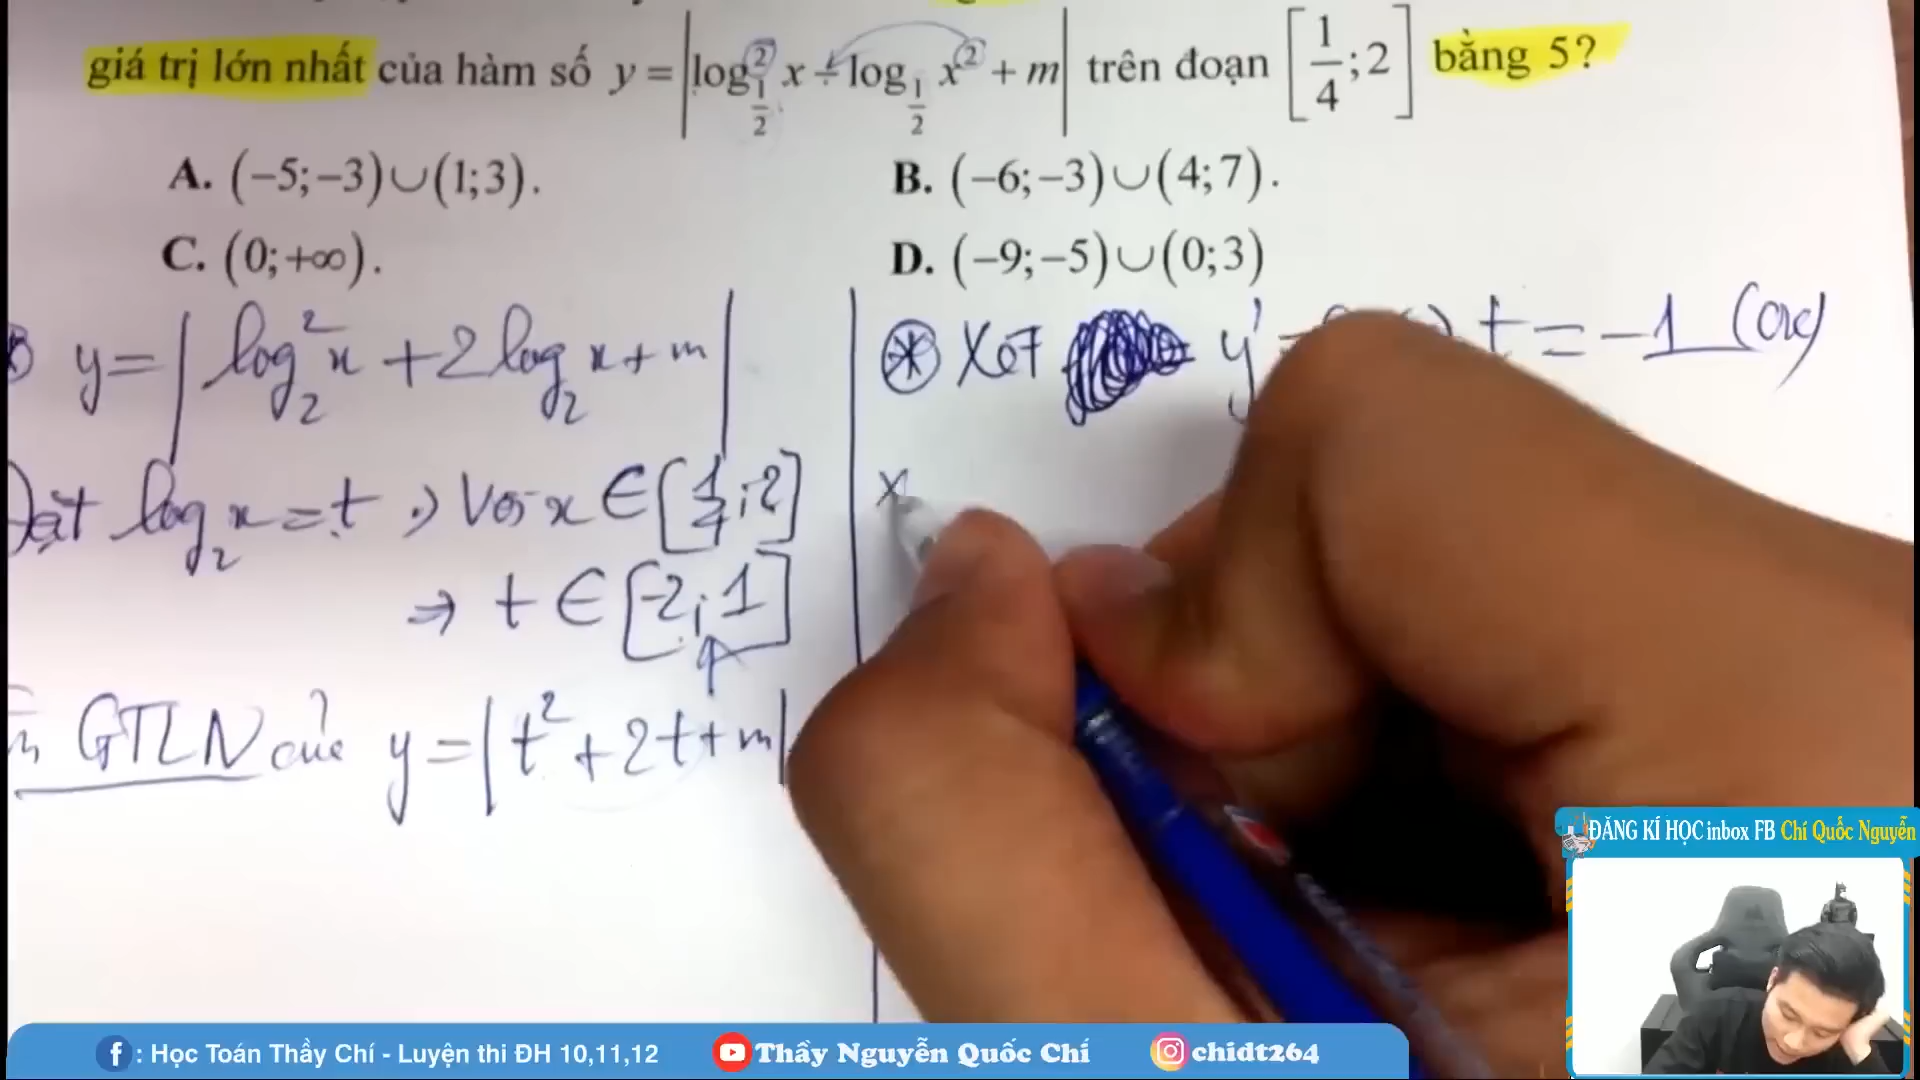 giá trị lớn nhất của hàm số y = |log²_{1/2} x - log_{1/2} x² + m| trên đoạn [1/4; 2] bằng 5?
A. (-5;-3)∪(1;3).
B. (-6;-3)∪(4;7).
C. (0;+∞).
D. (-9;-5)∪(0;3)
y = |log₂² x + 2log₂ x + m|
Đặt log₂ x = t → Với x ∈ [1/4; 2]
⇒ t ∈ [-2; 1]
GTLN của y = |t² + 2t + m|
⊛ Xét y' t = -1
ĐĂNG KÍ HỌC inbox FB Chí Quốc Nguyễn
: Học Toán Thầy Chí - Luyện thi ĐH 10,11,12
Thầy Nguyễn Quốc Chí
chidt264